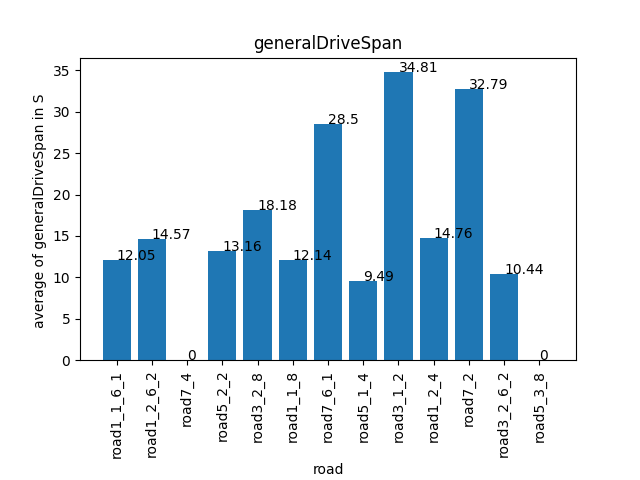 generalDriveSpan
average of generalDriveSpan in S
35
30
25
20
15
10
5
0
12.05
14.57
0
13.16
18.18
12.14
28.5
9.49
34.81
14.76
32.79
10.44
0
road1_1_6_1
road1_2_6_2
road7_4
road5_2_2
road3_2_8
road1_1_8
road7_6_1
road5_1_4
road3_1_2
road1_2_4
road7_2
road3_2_6_2
road5_3_8
road